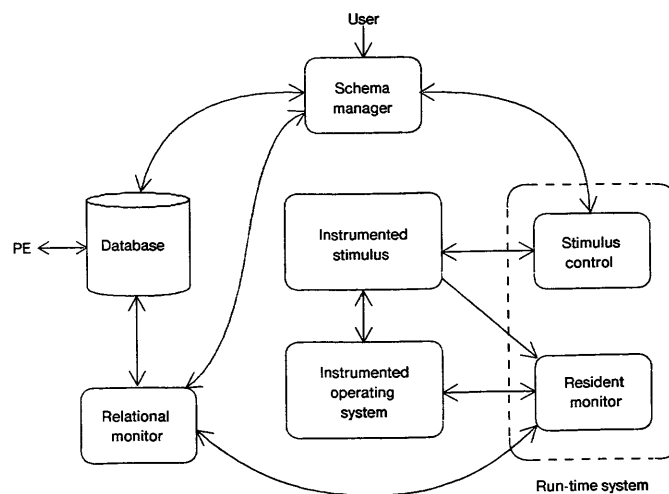 User
Schema
manager
PE
Database
Instrumented
stimulus
Stimulus
control
Instrumented
operating
system
Resident
monitor
Relational
monitor
Run-time system